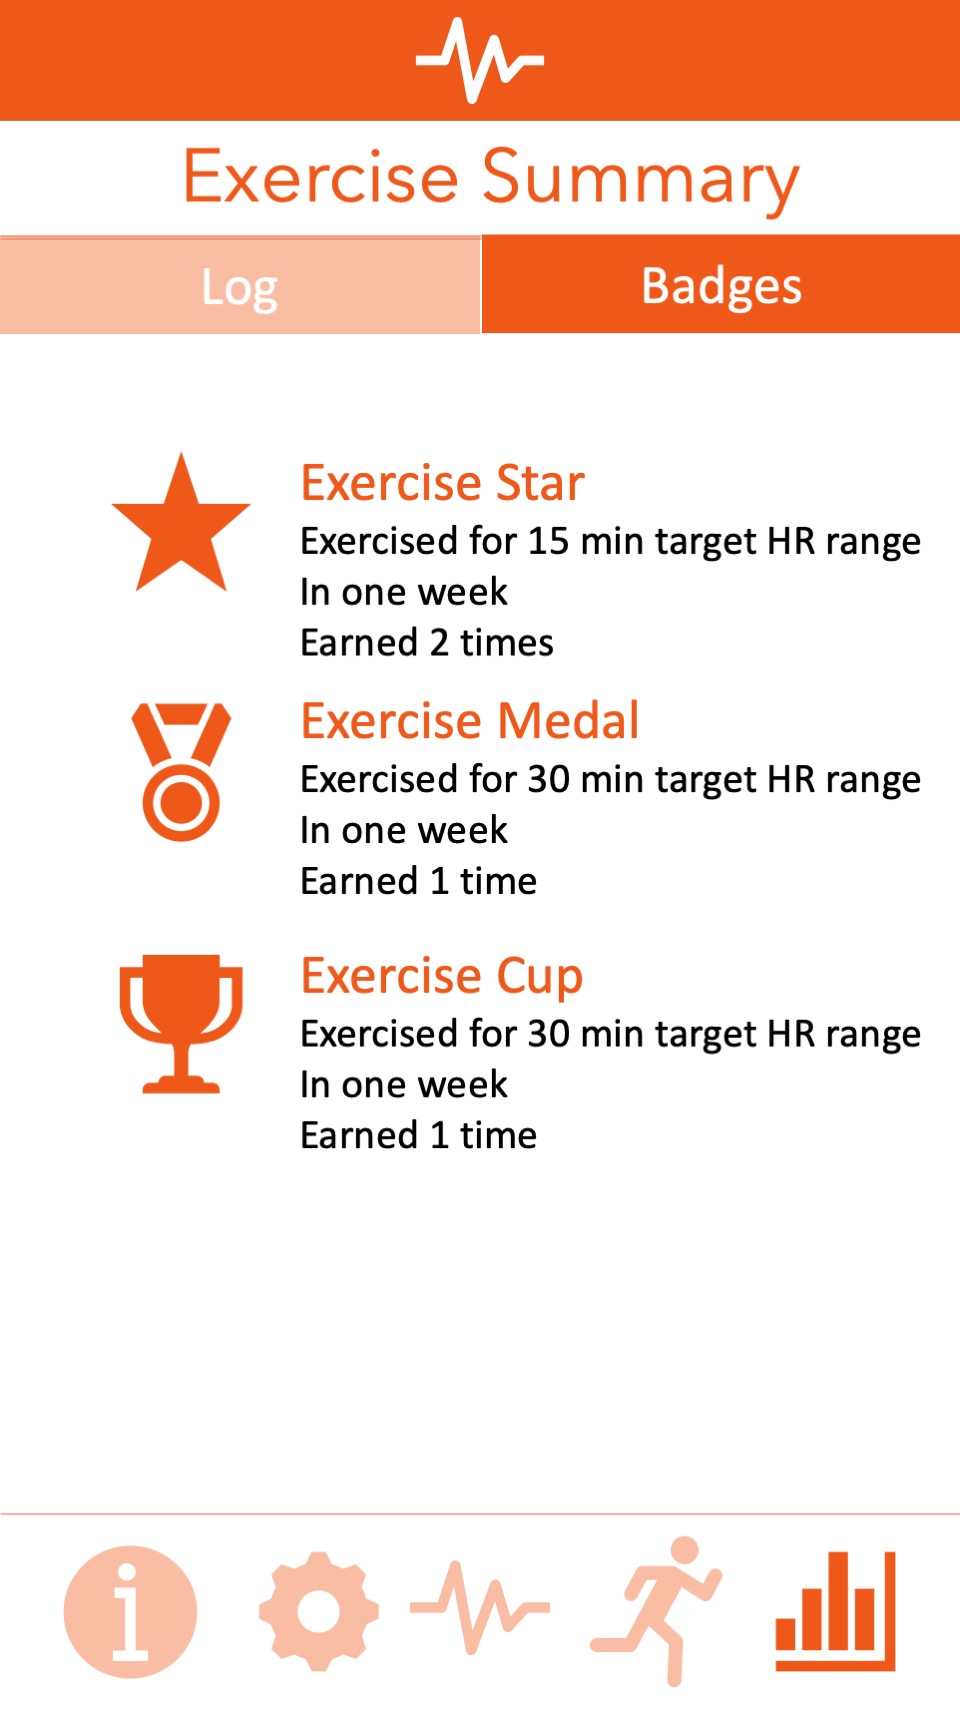 Exercise Summary
Log
Badges
Exercise Star
Exercised for 15 min target HR range
In one week
Earned 2 times
Exercise Medal
Exercised for 30 min target HR range
In one week
Earned 1 time
Exercise Cup
Exercised for 30 min target HR range
In one week
Earned 1 time
i